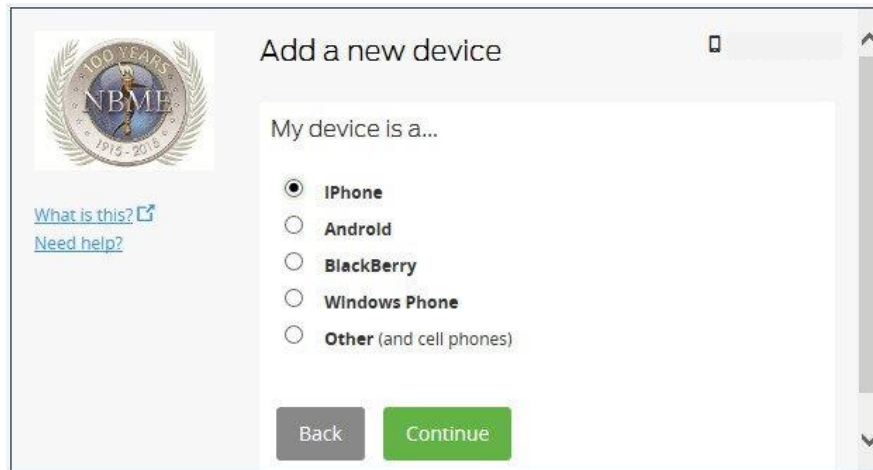 100 YEARS
NBME
1915 - 2015
What is this?
Need help?
Add a new device
My device is a...
IPhone
Android
BlackBerry
Windows Phone
Other (and cell phones)
Back
Continue